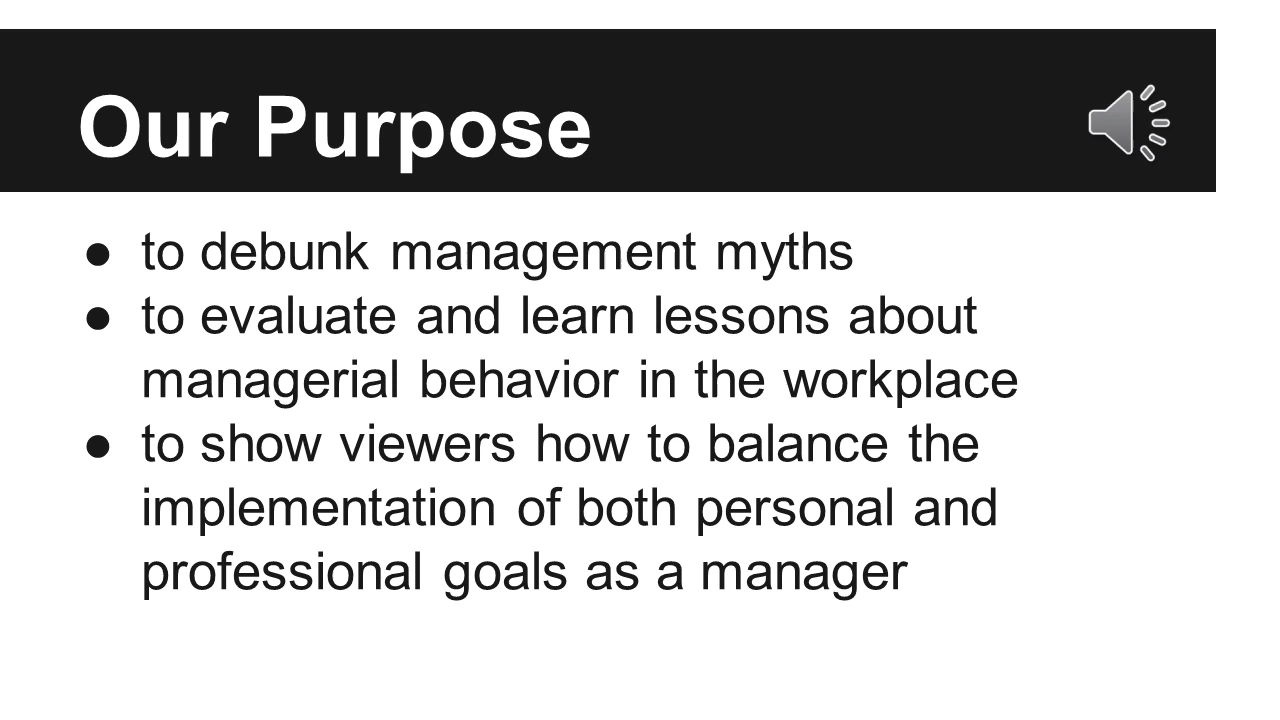 Our Purpose
● to debunk management myths
● to evaluate and learn lessons about
managerial behavior in the workplace
● to show viewers how to balance the
implementation of both personal and
professional goals as a manager